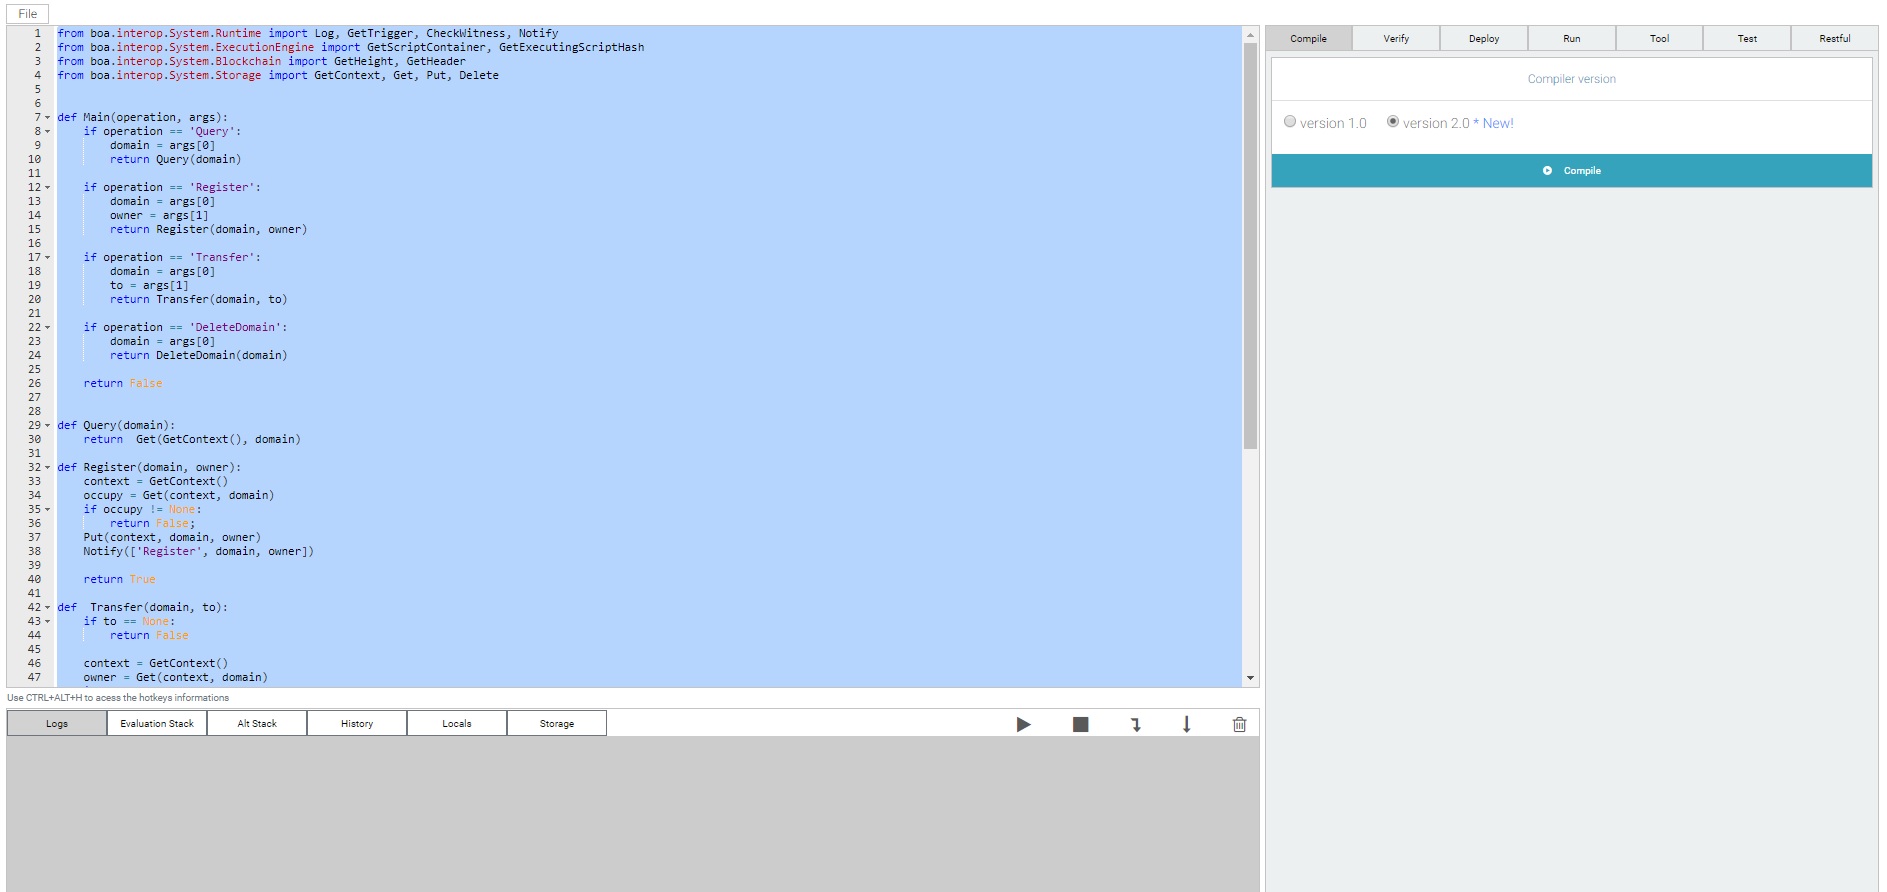 File
1 from boa.interop.System.Runtime import Log, GetTrigger, CheckWitness, Notify
2 from boa.interop.System.ExecutionEngine import GetScriptContainer, GetExecutingScriptHash
3 from boa.interop.System.Blockchain import GetHeight, GetHeader
4 from boa.interop.System.Storage import GetContext, Get, Put, Delete
5
6
7 def Main(operation, args):
8     if operation == 'Query':
9         domain = args[0]
10         return Query(domain)
11
12     if operation == 'Register':
13         domain = args[0]
14         owner = args[1]
15         return Register(domain, owner)
16
17     if operation == 'Transfer':
18         domain = args[0]
19         to = args[1]
20         return Transfer(domain, to)
21
22     if operation == 'DeleteDomain':
23         domain = args[0]
24         return DeleteDomain(domain)
25
26     return False
27
28
29 def Query(domain):
30     return  Get(GetContext(), domain)
31
32 def Register(domain, owner):
33     context = GetContext()
34     occupy = Get(context, domain)
35     if occupy != None:
36         return False;
37     Put(context, domain, owner)
38     Notify(['Register', domain, owner])
39
40     return True
41
42 def  Transfer(domain, to):
43     if to == None:
44         return False
45
46     context = GetContext()
47     owner = Get(context, domain)
Use CTRL+ALT+H to acess the hotkeys informations
Logs Evaluation Stack Alt Stack History Locals Storage
Compile Verify Deploy Run Tool Test Restful
Compiler version
version 1.0 version 2.0 * New!
Compile